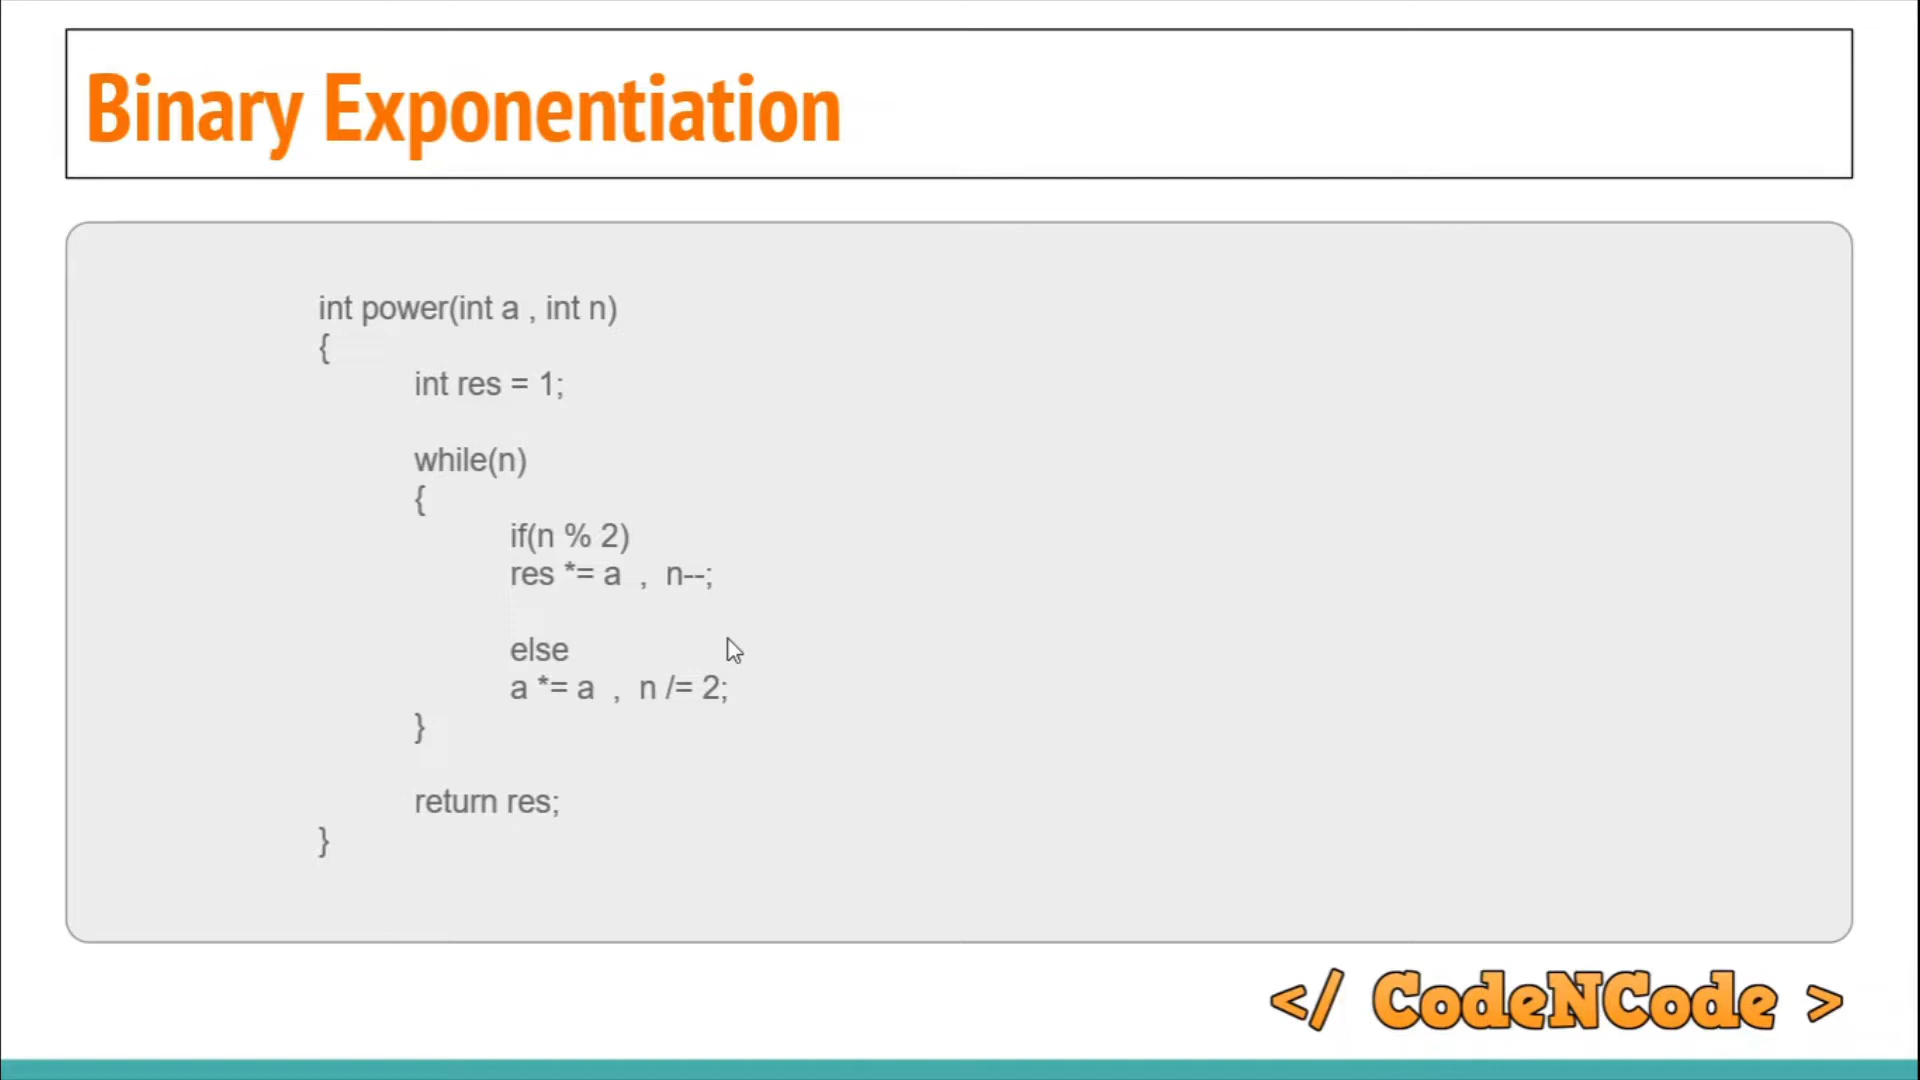 Binary Exponentiation
int power(int a , int n)
{
int res = 1;
while(n)
{
if(n % 2)
res *= a , n--;
else
a *= a , n /= 2;
}
return res;
}
</ CodeNCode >